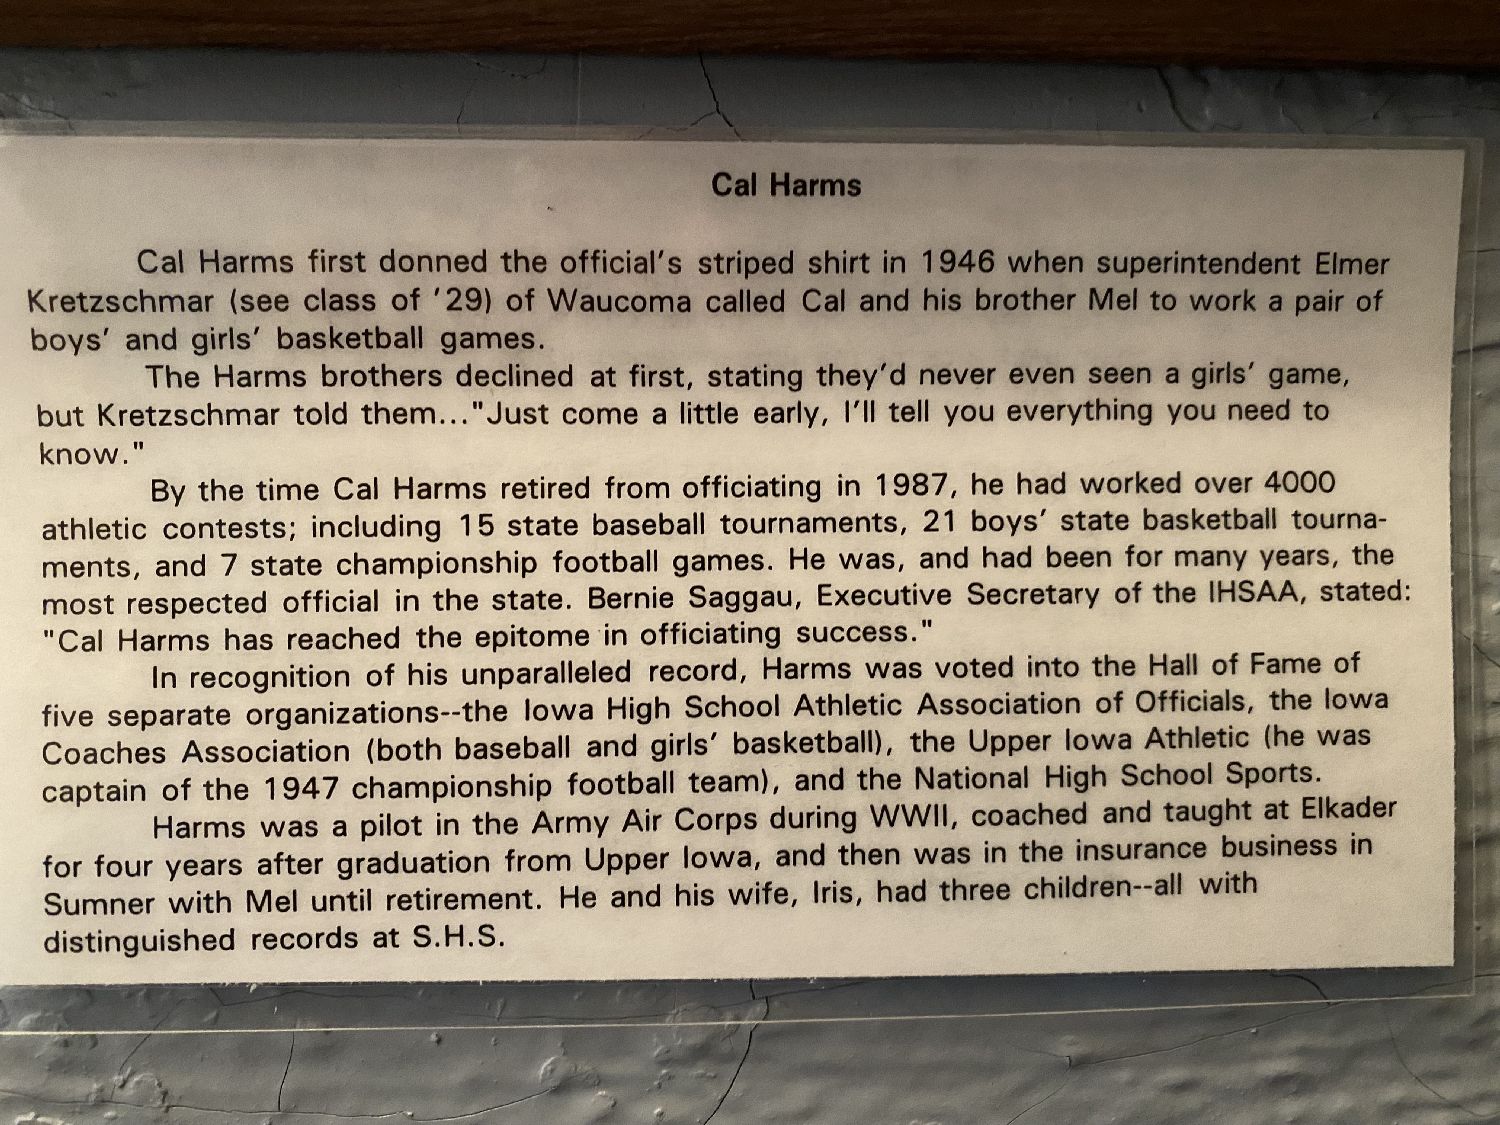 Cal Harms
Cal Harms first donned the official's striped shirt in 1946 when superintendent Elmer
Kretzschmar (see class of '29) of Waucoma called Cal and his brother Mel to work a pair of
boys' and girls' basketball games.
The Harms brothers declined at first, stating they'd never even seen a girls' game,
but Kretzschmar told them..."Just come a little early, I'll tell you everything you need to
know."
By the time Cal Harms retired from officiating in 1987, he had worked over 4000
athletic contests; including 15 state baseball tournaments, 21 boys' state basketball tourna-
ments, and 7 state championship football games. He was, and had been for many years, the
most respected official in the state. Bernie Saggau, Executive Secretary of the IHSAA, stated:
"Cal Harms has reached the epitome in officiating success."
In recognition of his unparalleled record, Harms was voted into the Hall of Fame of
five separate organizations--the Iowa High School Athletic Association of Officials, the Iowa
Coaches Association (both baseball and girls' basketball), the Upper Iowa Athletic (he was
captain of the 1947 championship football team), and the National High School Sports.
Harms was a pilot in the Army Air Corps during WWII, coached and taught at Elkader
for four years after graduation from Upper Iowa, and then was in the insurance business in
Sumner with Mel until retirement. He and his wife, Iris, had three children--all with
distinguished records at S.H.S.